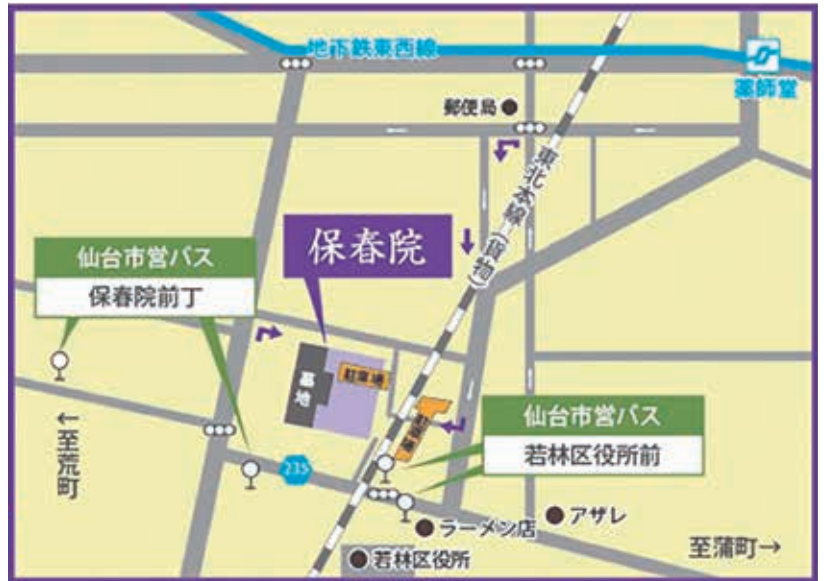 地下鉄東西線
薬師堂
郵便局
東北本線（貨物）
仙台市営バス
保春院前丁
保春院
墓地
駐車場
駐車場
仙台市営バス
若林区役所前
←至荒町
235
ラーメン店
アザレ
若林区役所
至蒲町→